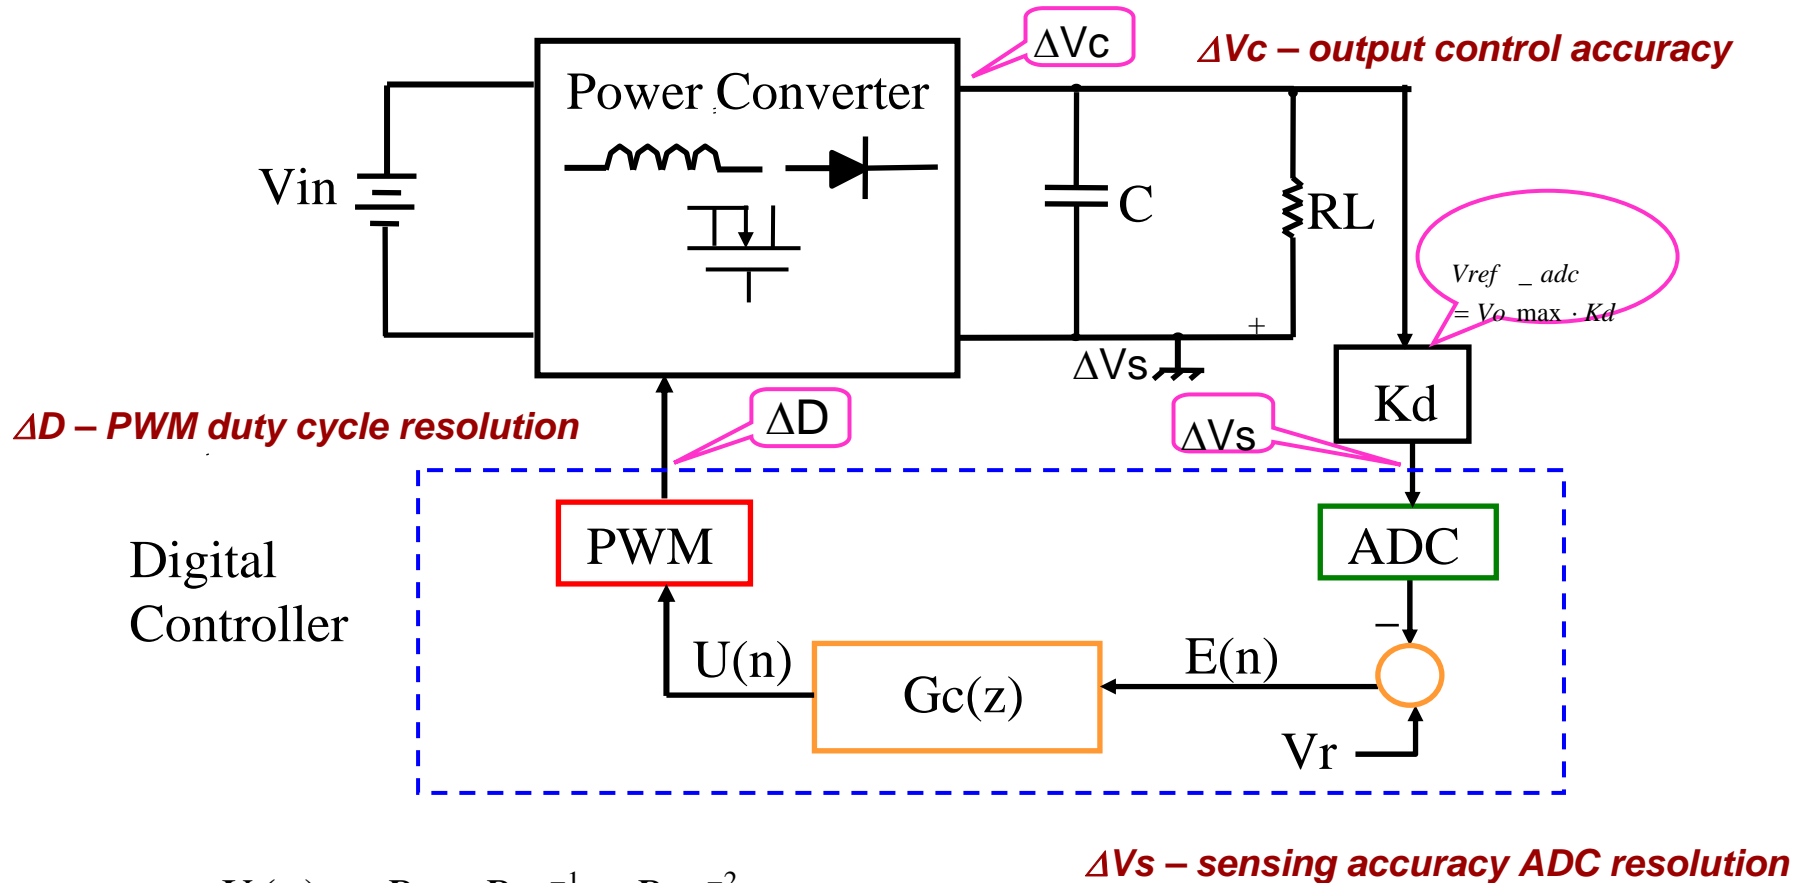 ΔVc
ΔVc – output control accuracy
Power Converter
Vin
C
RL
Vref _ adc
= Vo max · Kd
+
ΔVs
Kd
ΔD – PWM duty cycle resolution
ΔD
ΔVs
PWM
ADC
Digital
Controller
–
U(n)
E(n)
Gc(z)
Vr
ΔVs – sensing accuracy ADC resolution